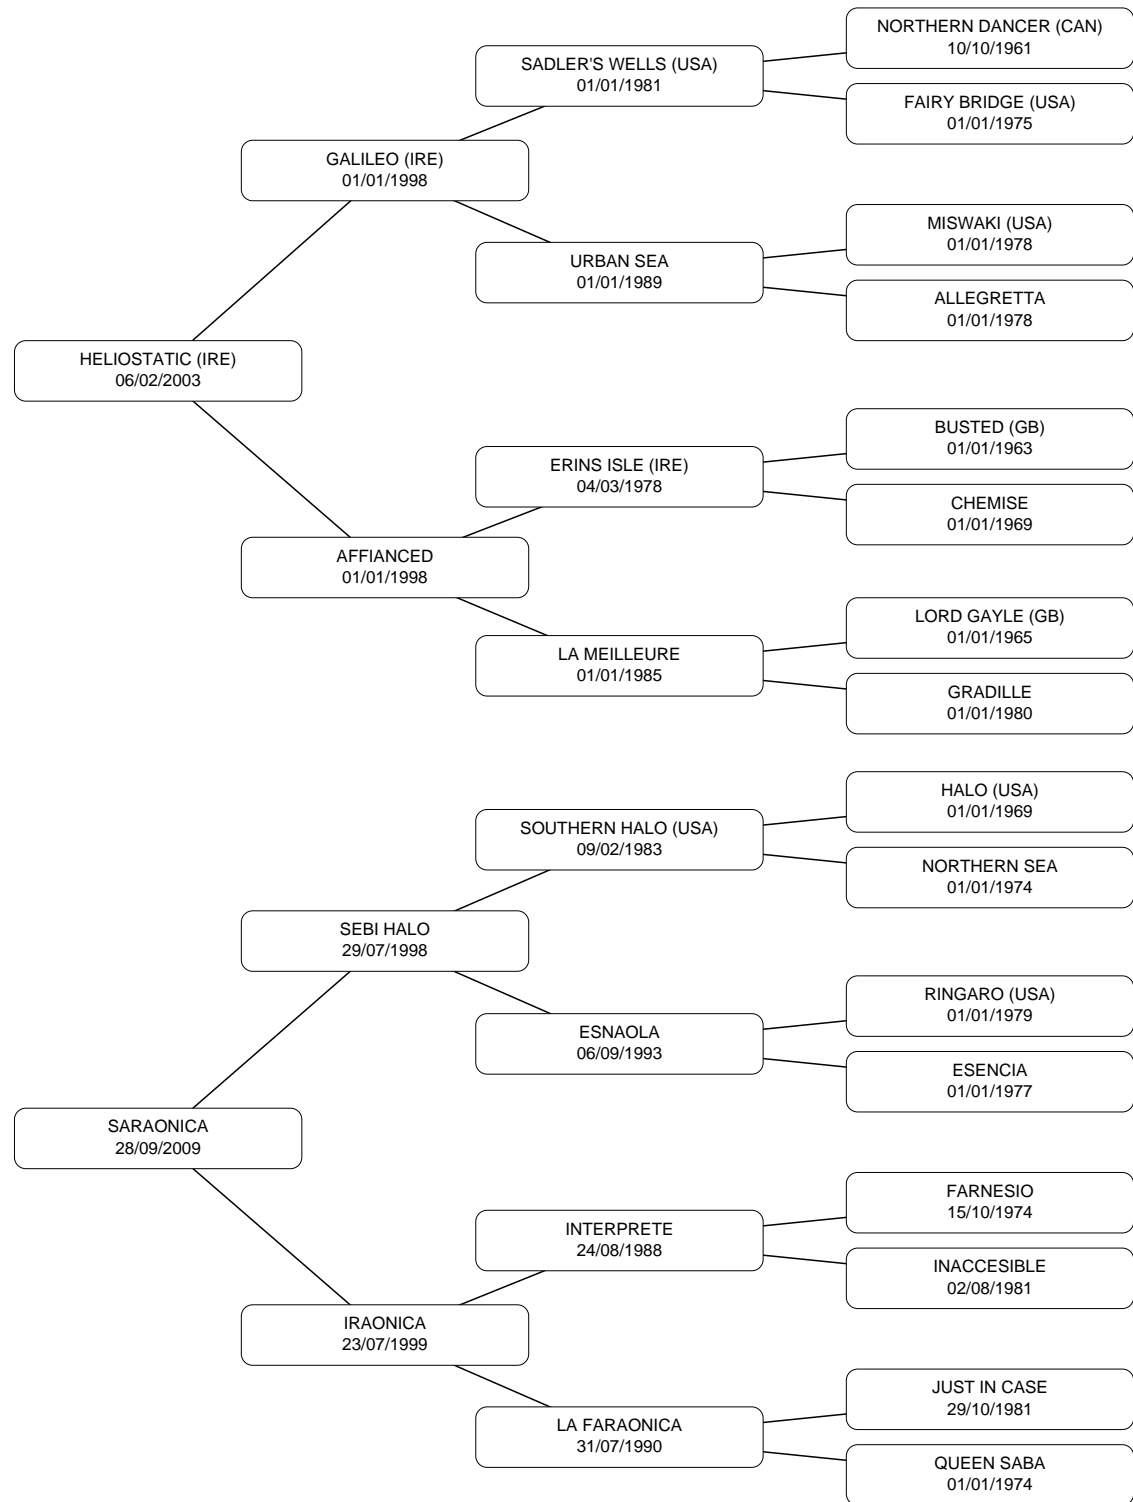 NORTHERN DANCER (CAN)
10/10/1961
SADLER'S WELLS (USA)
01/01/1981
FAIRY BRIDGE (USA)
01/01/1975
GALILEO (IRE)
01/01/1998
MISWAKI (USA)
01/01/1978
URBAN SEA
01/01/1989
ALLEGRETTA
01/01/1978
HELIOSTATIC (IRE)
06/02/2003
BUSTED (GB)
01/01/1963
ERINS ISLE (IRE)
04/03/1978
CHEMISE
01/01/1969
AFFIANCED
01/01/1998
LORD GAYLE (GB)
01/01/1965
LA MEILLEURE
01/01/1985
GRADILLE
01/01/1980
HALO (USA)
01/01/1969
SOUTHERN HALO (USA)
09/02/1983
NORTHERN SEA
01/01/1974
SEBI HALO
29/07/1998
RINGARO (USA)
01/01/1979
ESNAOLA
06/09/1993
ESENCIA
01/01/1977
SARAONICA
28/09/2009
FARNESIO
15/10/1974
INTERPRETE
24/08/1988
INACCESIBLE
02/08/1981
IRAONICA
23/07/1999
JUST IN CASE
29/10/1981
LA FARAONICA
31/07/1990
QUEEN SABA
01/01/1974